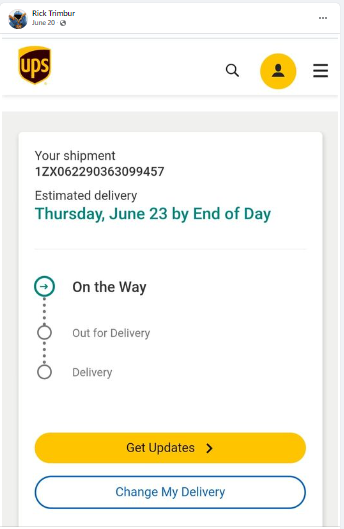 Rick Trimbur
June 20
ups
Your shipment
1ZX062290363099457
Estimated delivery
Thursday, June 23 by End of Day
On the Way
Out for Delivery
Delivery
Get Updates
Change My Delivery